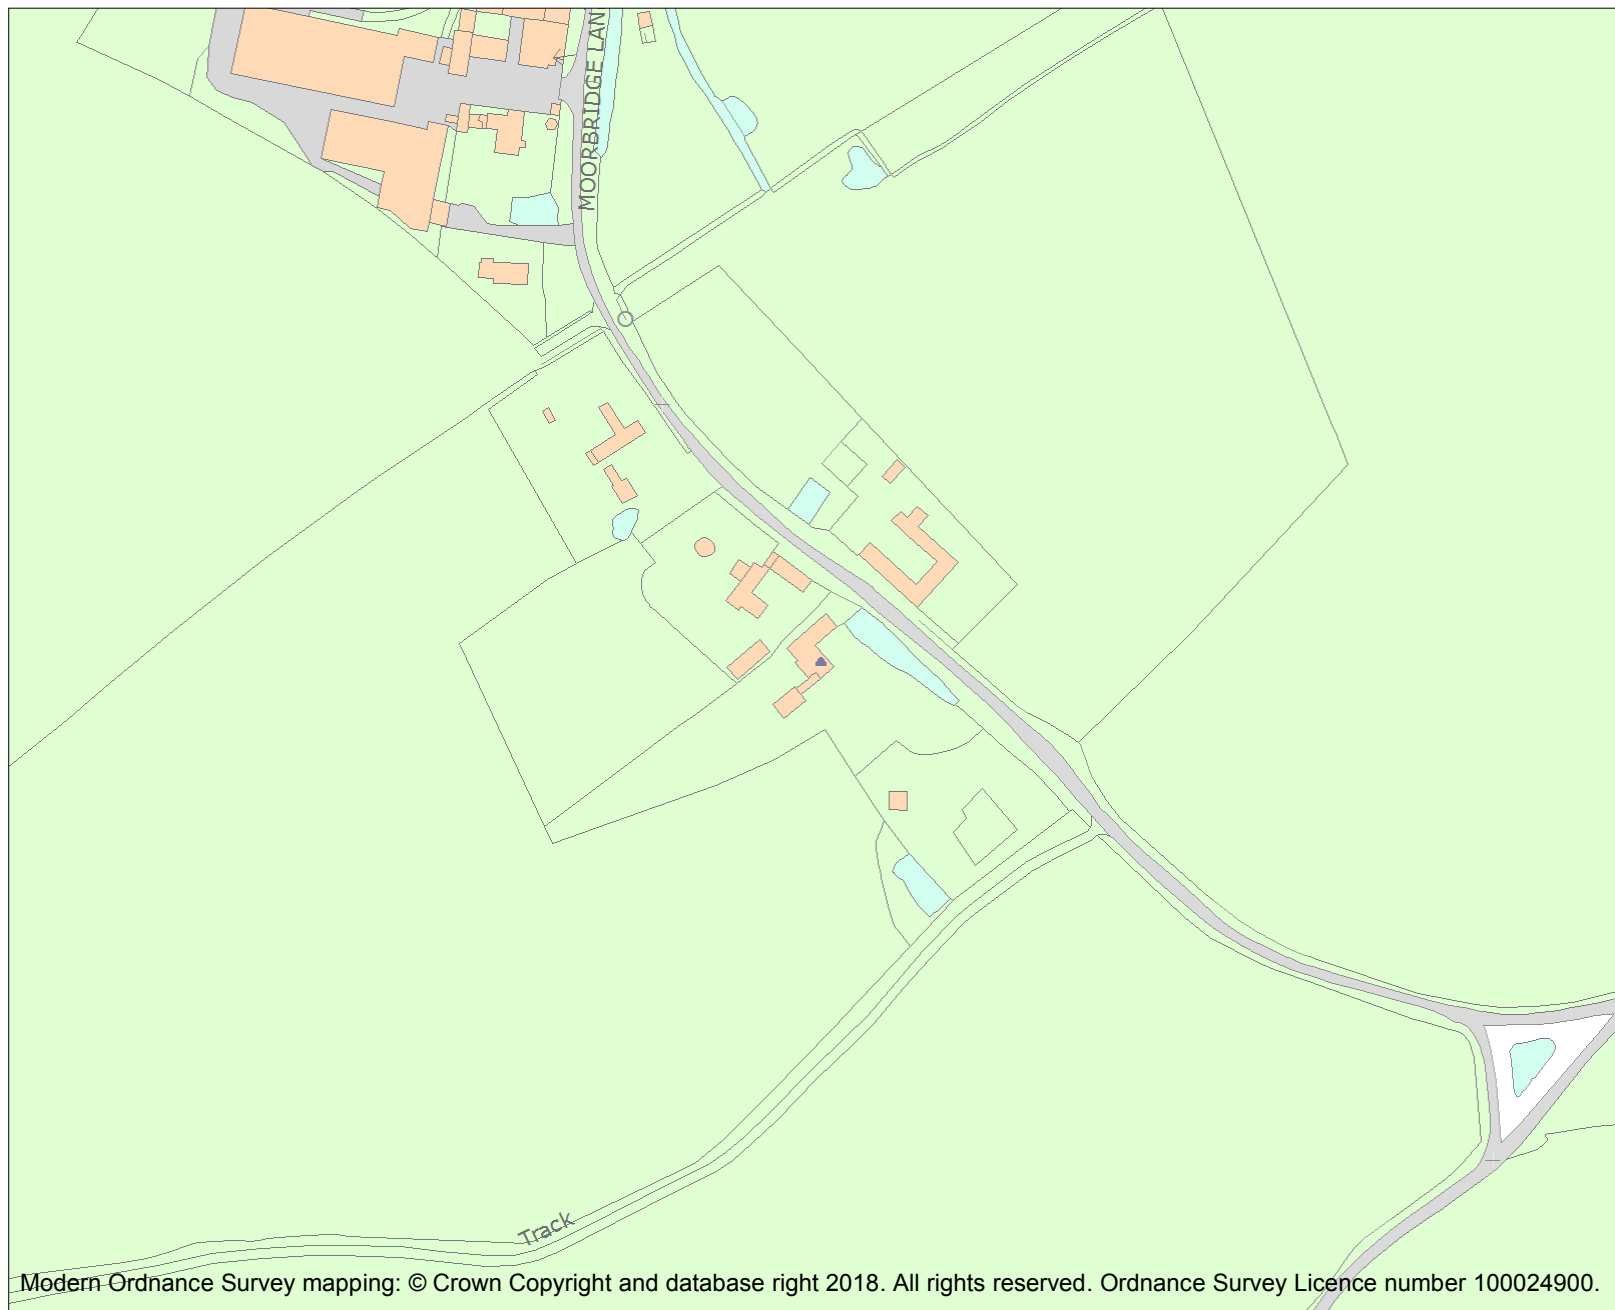 MOORBRIDGE LAN
Track
Modern Ordnance Survey mapping: © Crown Copyright and database right 2018. All rights reserved. Ordnance Survey Licence number 100024900.